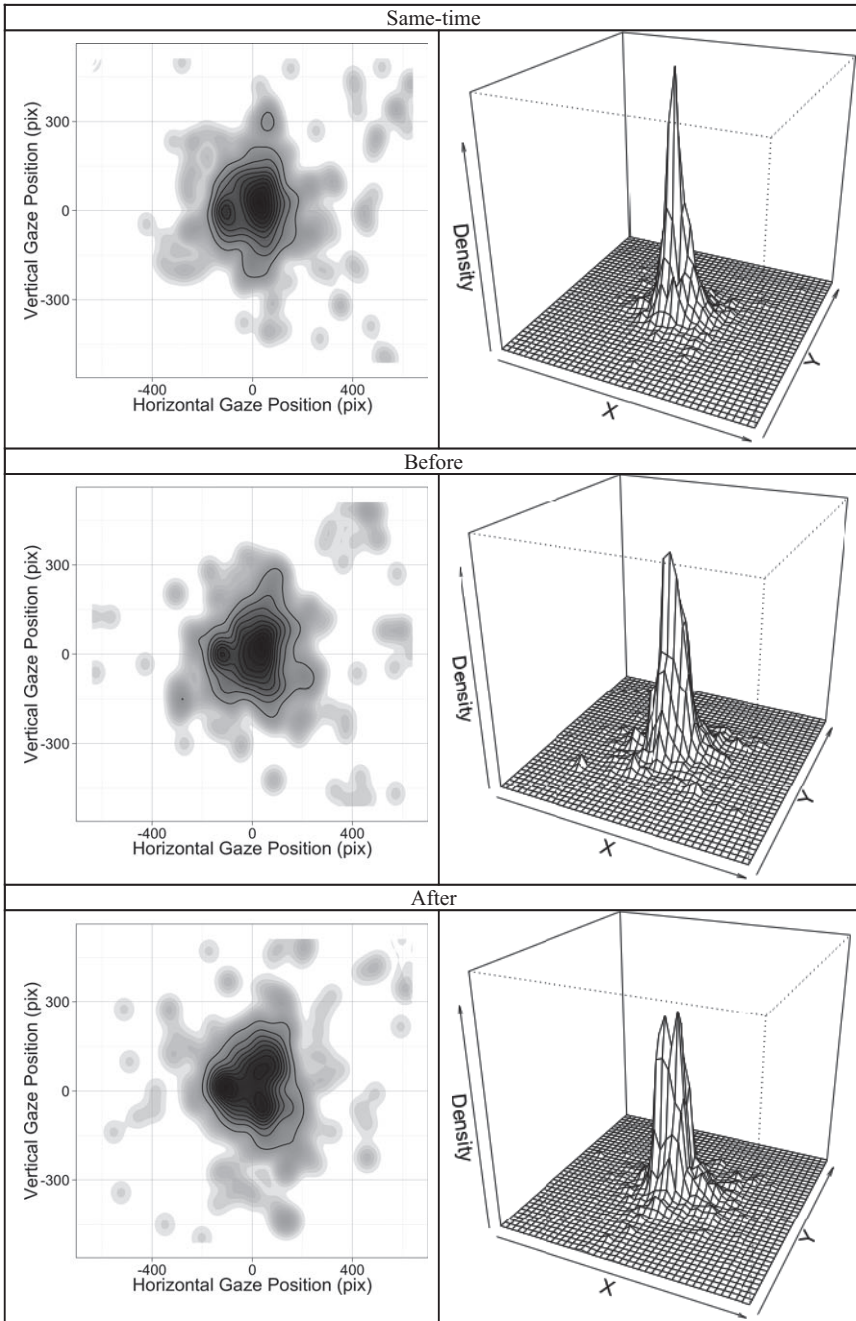 Same-time
Vertical Gaze Position (pix)
300
0
-300
-400 0 400
Horizontal Gaze Position (pix)
Density
X
Y
Before
Vertical Gaze Position (pix)
300
0
-300
-400 0 400
Horizontal Gaze Position (pix)
Density
X
Y
After
Vertical Gaze Position (pix)
300
0
-300
-400 0 400
Horizontal Gaze Position (pix)
Density
X
Y